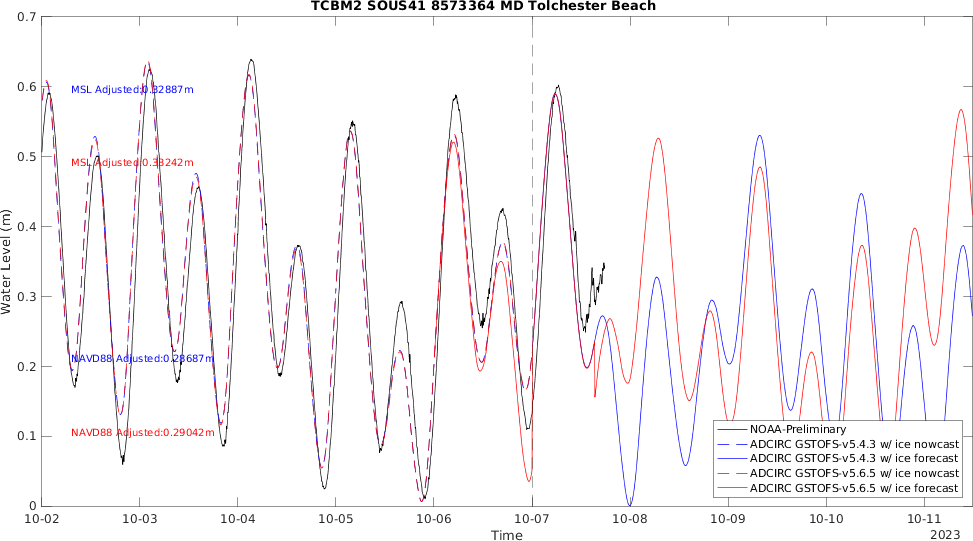 TCBM2 SOUS41 8573364 MD Tolchester Beach
0.7
0.6
0.5
0.4
0.3
0.2
0.1
0
Water Level (m)
MSL Adjusted:0.32887m
MSL Adjusted:0.33242m
NAVD88 Adjusted:0.28687m
NAVD88 Adjusted:0.29042m
NOAA-Preliminary
ADCIRC GSTOFS-v5.4.3 w/ ice nowcast
ADCIRC GSTOFS-v5.4.3 w/ ice forecast
ADCIRC GSTOFS-v5.6.5 w/ ice nowcast
ADCIRC GSTOFS-v5.6.5 w/ ice forecast
10-02 10-03 10-04 10-05 10-06 10-07 10-08 10-09 10-10 10-11
Time
2023